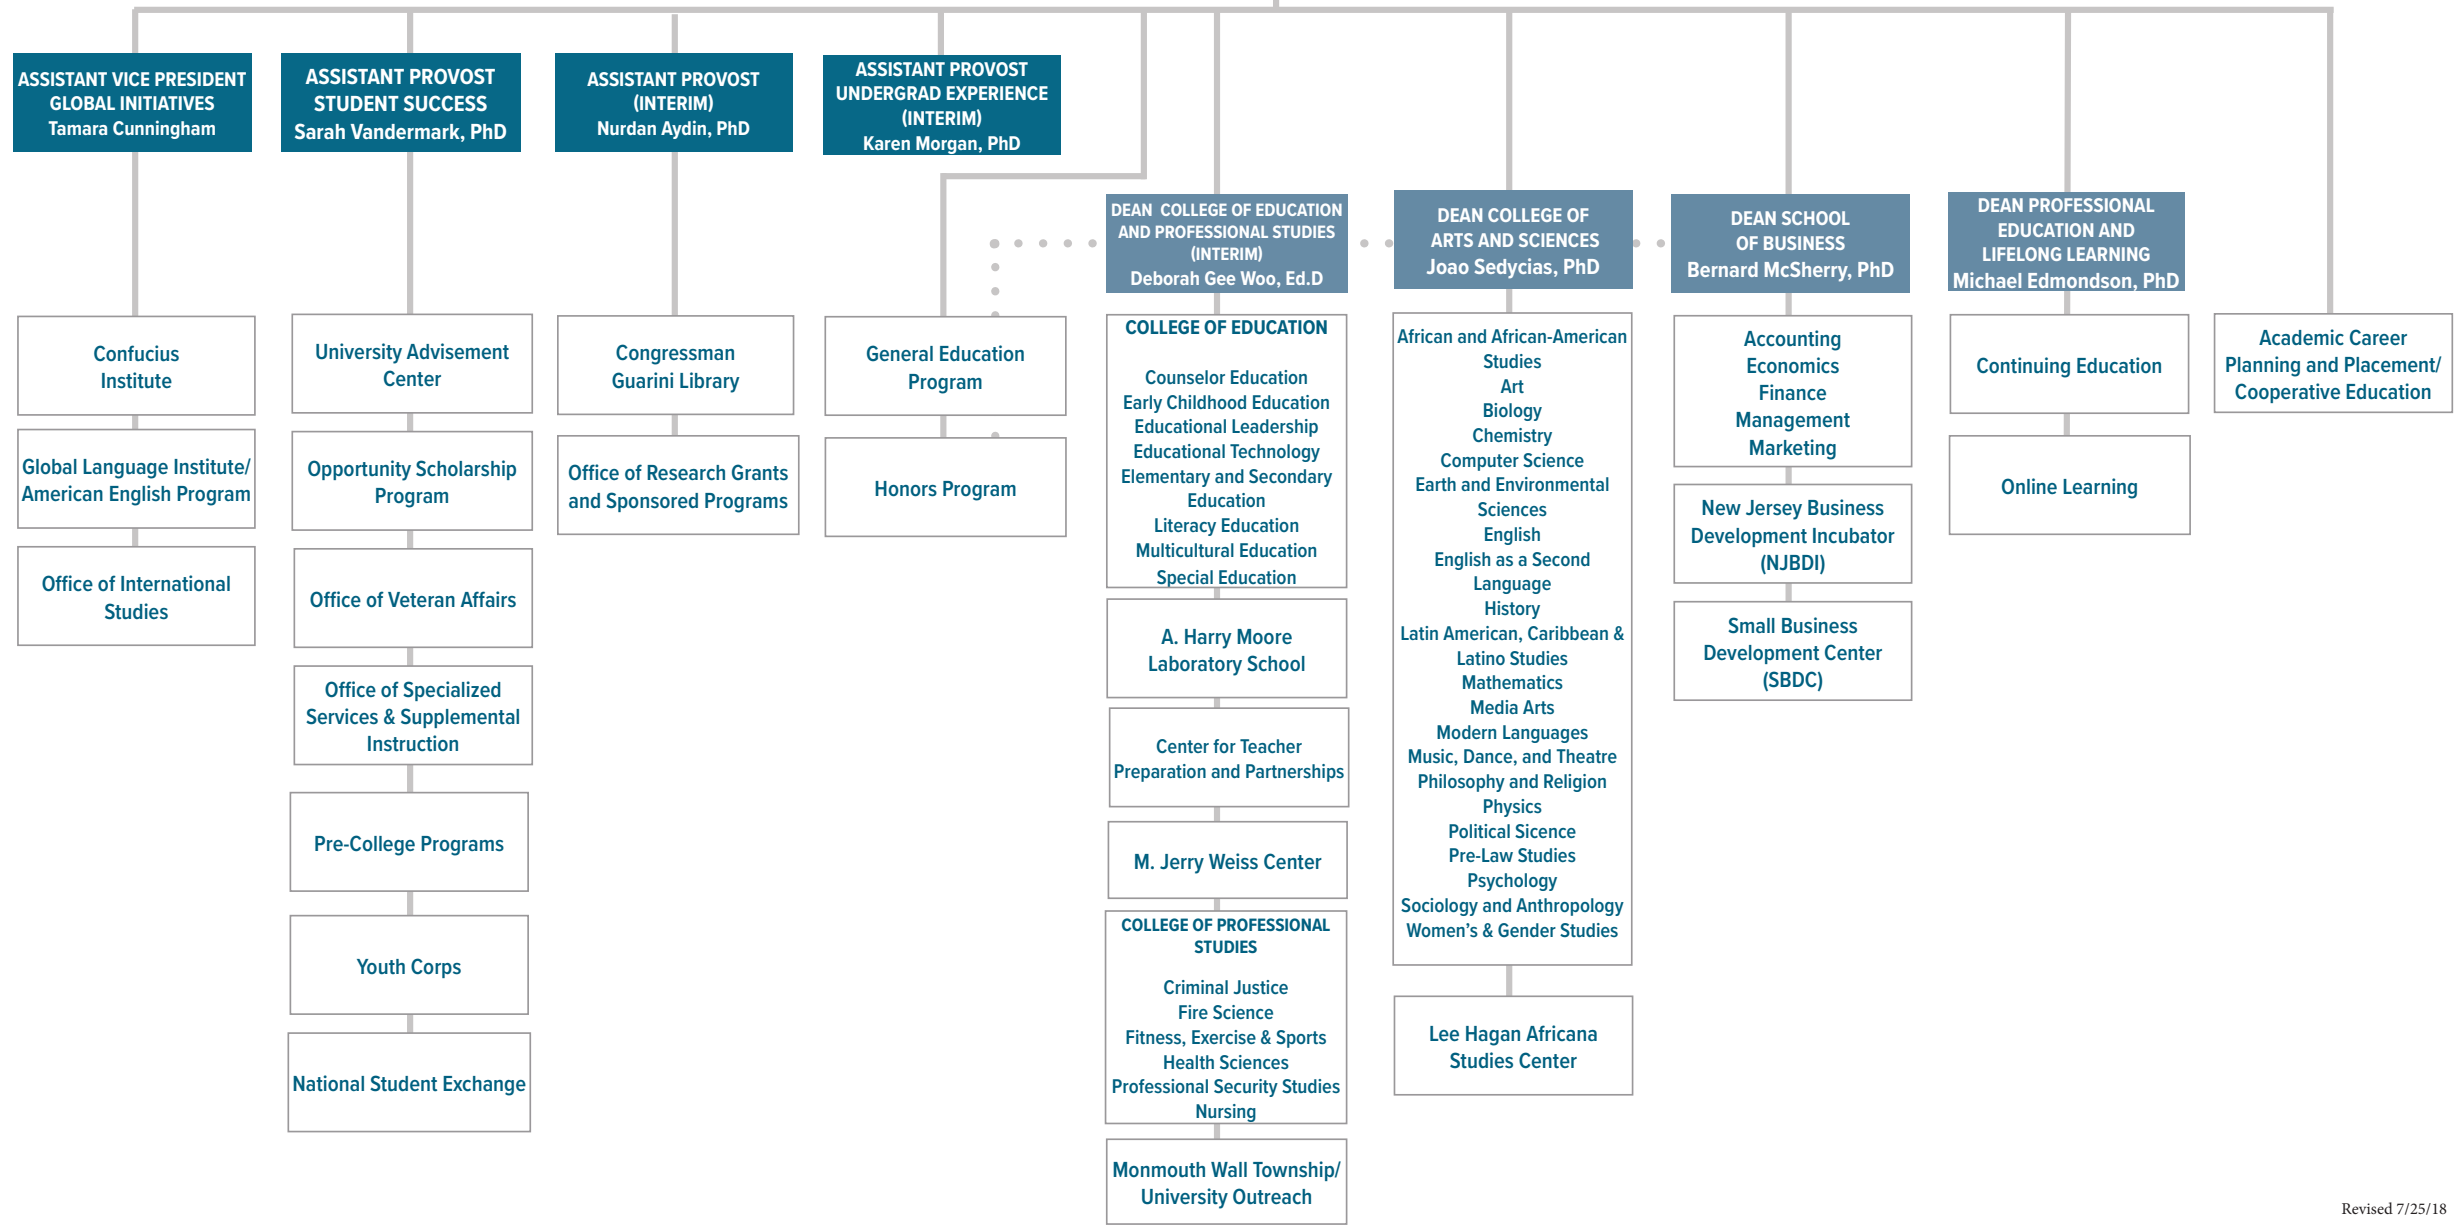 ASSISTANT VICE PRESIDENT
GLOBAL INITIATIVES
Tamara Cunningham
ASSISTANT PROVOST
STUDENT SUCCESS
Sarah Vandermark, PhD
ASSISTANT PROVOST
(INTERIM)
Nurdan Aydin, PhD
ASSISTANT PROVOST
UNDERGRAD EXPERIENCE
(INTERIM)
Karen Morgan, PhD
DEAN COLLEGE OF EDUCATION
AND PROFESSIONAL STUDIES
(INTERIM)
Deborah Gee Woo, Ed.D
DEAN COLLEGE OF
ARTS AND SCIENCES
Joao Sedycias, PhD
DEAN SCHOOL
OF BUSINESS
Bernard McSherry, PhD
DEAN PROFESSIONAL
EDUCATION AND
LIFELONG LEARNING
Michael Edmondson, PhD
Confucius
Institute
Global Language Institute/
American English Program
Office of International
Studies
University Advisement
Center
Opportunity Scholarship
Program
Office of Veteran Affairs
Office of Specialized
Services & Supplemental
Instruction
Pre-College Programs
Youth Corps
National Student Exchange
Congressman
Guarini Library
Office of Research Grants
and Sponsored Programs
General Education
Program
Honors Program
COLLEGE OF EDUCATION
Counselor Education
Early Childhood Education
Educational Leadership
Educational Technology
Elementary and Secondary
Education
Literacy Education
Multicultural Education
Special Education
A. Harry Moore
Laboratory School
Center for Teacher
Preparation and Partnerships
M. Jerry Weiss Center
COLLEGE OF PROFESSIONAL
STUDIES
Criminal Justice
Fire Science
Fitness, Exercise & Sports
Health Sciences
Professional Security Studies
Nursing
Monmouth Wall Township/
University Outreach
African and African-American
Studies
Art
Biology
Chemistry
Computer Science
Earth and Environmental
Sciences
English
English as a Second
Language
History
Latin American, Caribbean &
Latino Studies
Mathematics
Media Arts
Modern Languages
Music, Dance, and Theatre
Philosophy and Religion
Physics
Political Sicence
Pre-Law Studies
Psychology
Sociology and Anthropology
Women's & Gender Studies
Lee Hagan Africana
Studies Center
Accounting
Economics
Finance
Management
Marketing
New Jersey Business
Development Incubator
(NJBDI)
Small Business
Development Center
(SBDC)
Continuing Education
Online Learning
Academic Career
Planning and Placement/
Cooperative Education
Revised 7/25/18